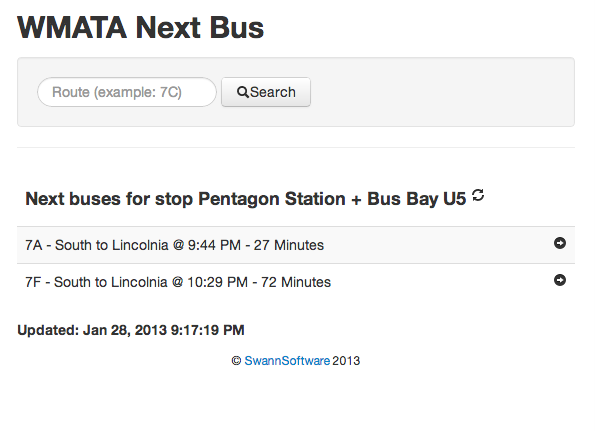 WMATA Next Bus
Route (example: 7C)
Search
Next buses for stop Pentagon Station + Bus Bay U5
7A - South to Lincolnia @ 9:44 PM - 27 Minutes
7F - South to Lincolnia @ 10:29 PM - 72 Minutes
Updated: Jan 28, 2013 9:17:19 PM
© SwannSoftware 2013